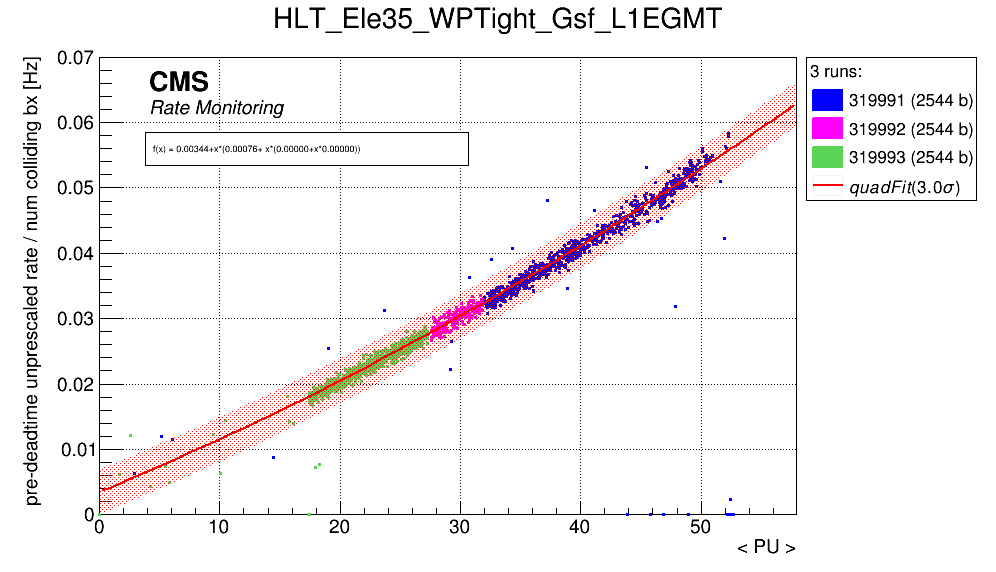 HLT_Ele35_WPTight_Gsf_L1EGMT
pre-deadtime unprescaled rate / num colliding bx [Hz]
0.07
0.06
0.05
0.04
0.03
0.02
0.01
0
CMS
Rate Monitoring
f(x) = 0.00344+x*(0.00076+ x*(0.00000+x*0.00000))
0 10 20 30 40 50
< PU >
3 runs:
319991 (2544 b)
319992 (2544 b)
319993 (2544 b)
quadFit(3.0σ)